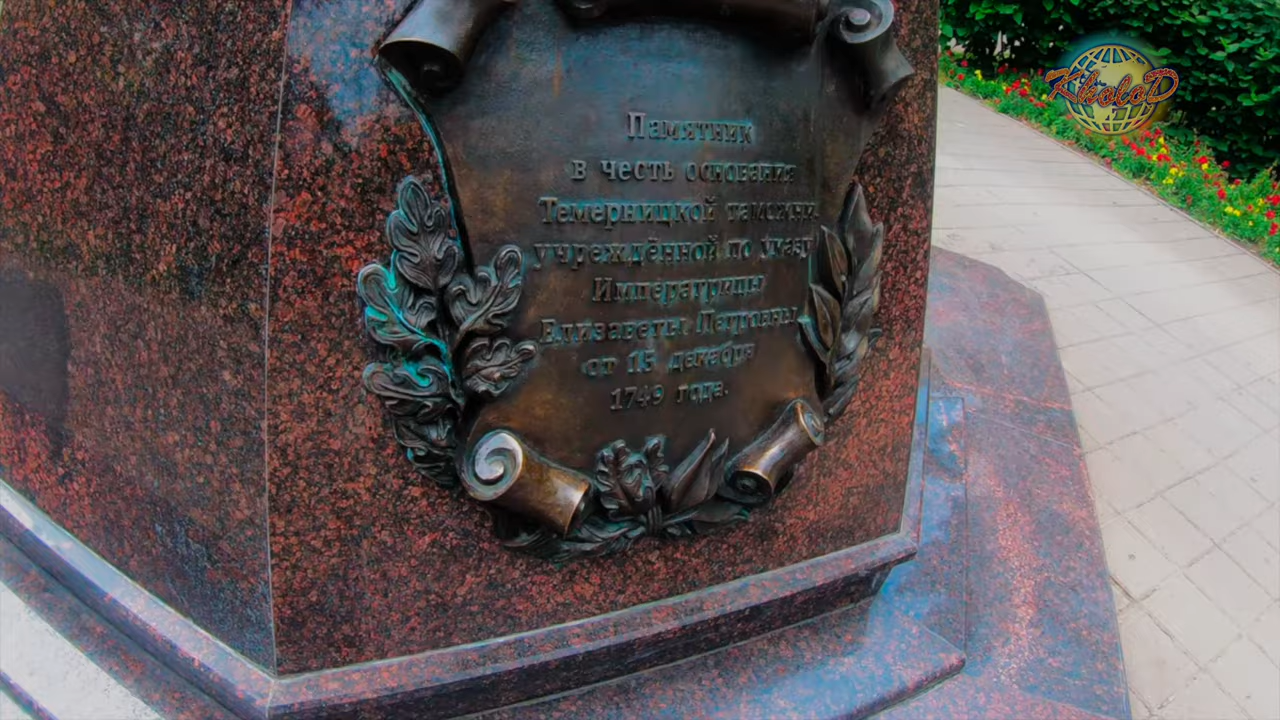 KholoD
Памятник
в честь основания
Темерницкой таможни,
учреждённой по указу
Императрицы
Елизаветы Петровны
от 15 декабря
1749 года.